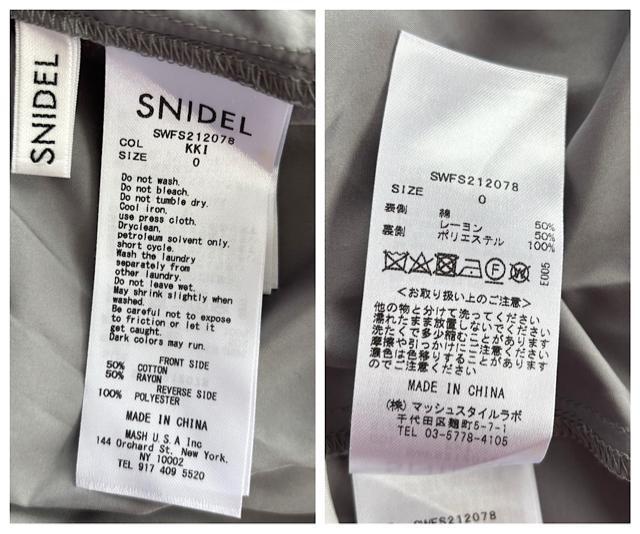 SNIDEL
SNIDEL
SWFS212078
COL KKI
SIZE 0
Do not wash.
Do not bleach.
Do not tumble dry.
Cool iron,
use press cloth.
Dryclean,
petroleum solvent only.
short cycle.
Wash the laundry
separately from
other laundry.
Do not leave wet.
May shrink slightly when
washed.
Be careful not to expose
to friction or let it
get caught.
Dark colors may run.
FRONT SIDE
50% COTTON
50% RAYON
REVERSE SIDE
100% POLYESTER
MADE IN CHINA
MASH U.S.A Inc
144 Orchard St. New York.
NY 10002
TEL 917 409 5520
SWFS212078
SIZE 0
表側 綿 50%
レーヨン 50%
裏側 ポリエステル 100%
F W
E005
<お取り扱い上のご注意>
他の物と分けて洗ってください
濡れたまま放置しないでください
洗たくで多少縮むことがあります
摩擦や引っかけにご注意ください
濃色は色移りすることがあります
のでご注意ください
MADE IN CHINA
(株)マッシュスタイルラボ
千代田区麹町5-7-1
TEL 03-5778-4105
SWFS212078